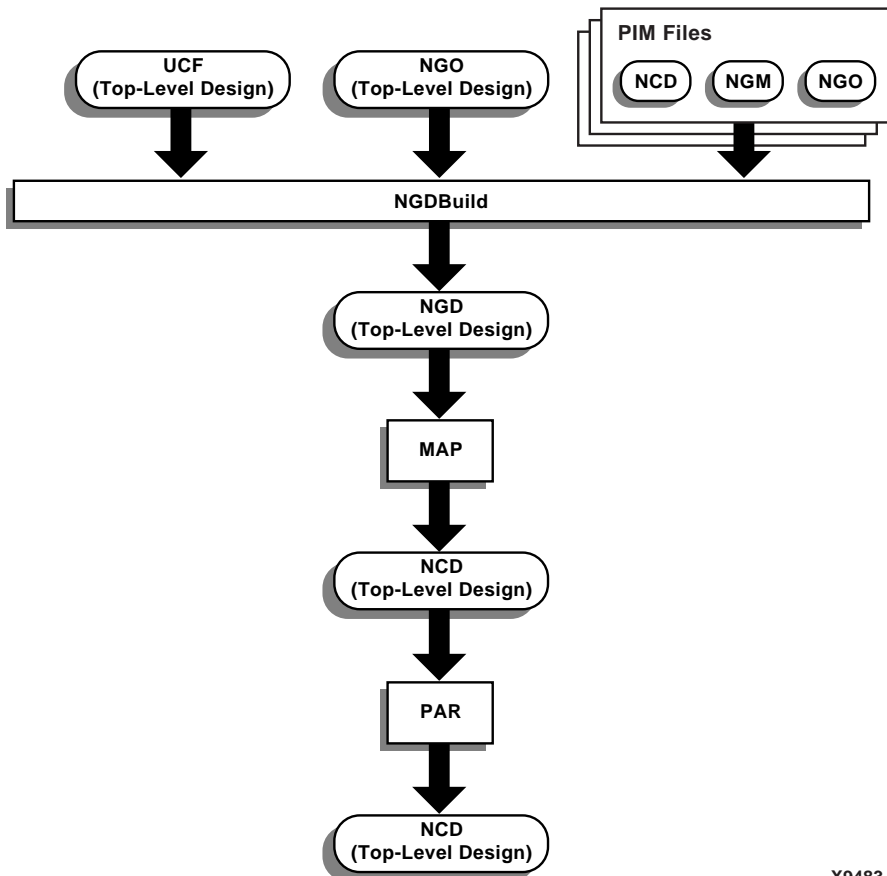 UCF
(Top-Level Design)
NGO
(Top-Level Design)
PIM Files
NCD
NGM
NGO
NGDBuild
NGD
(Top-Level Design)
MAP
NCD
(Top-Level Design)
PAR
NCD
(Top-Level Design)
X9483